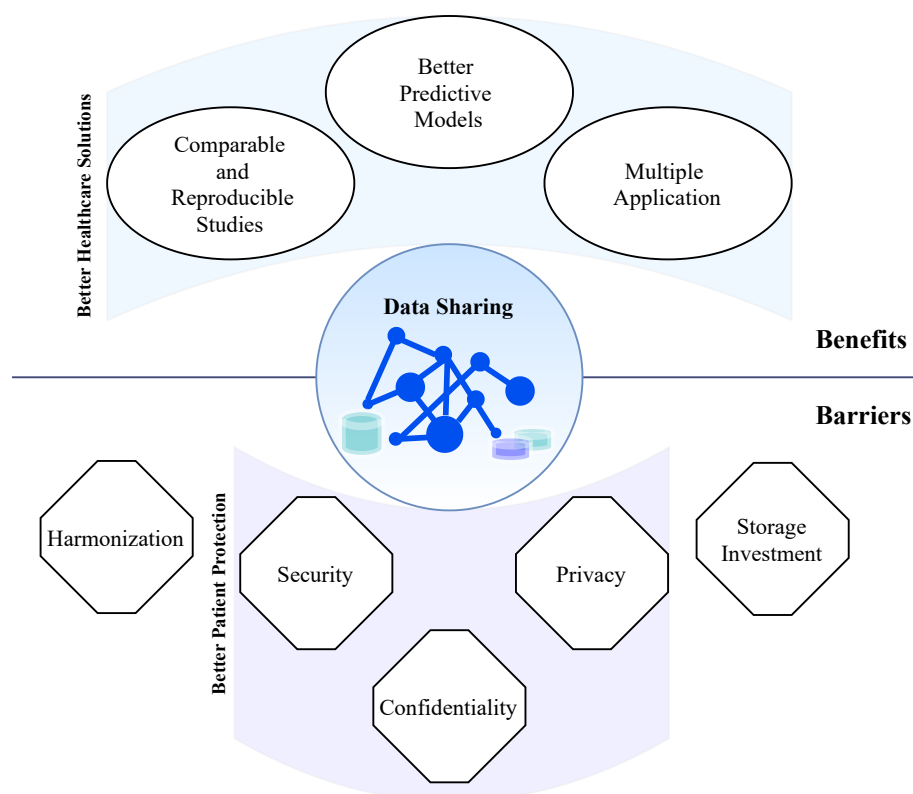 Better
Predictive
Models
Comparable
and
Reproducible
Studies
Multiple
Application
Better Healthcare Solutions
Data Sharing
Benefits
Barriers
Harmonization
Better Patient Protection
Security
Privacy
Storage
Investment
Confidentiality